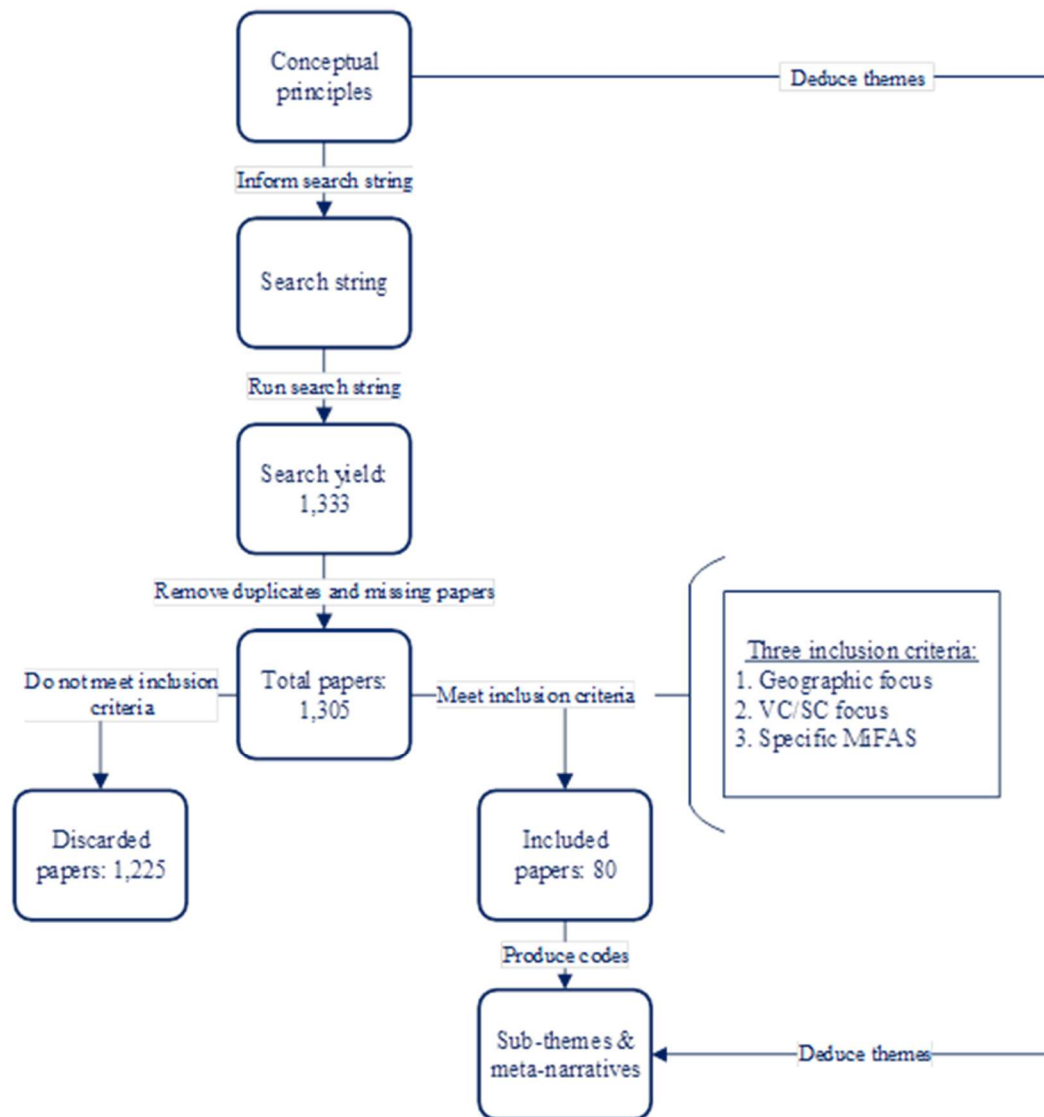 Conceptual
principles
Deduce themes
Inform search string
Search string
Run search string
Search yield:
1,333
Remove duplicates and missing papers
Do not meet inclusion
criteria
Total papers:
1,305
Meet inclusion criteria
Three inclusion criteria:
1. Geographic focus
2. VC/SC focus
3. Specific MiFAS
Discarded
papers: 1,225
Included
papers: 80
Produce codes
Sub-themes &
meta-narratives
Deduce themes